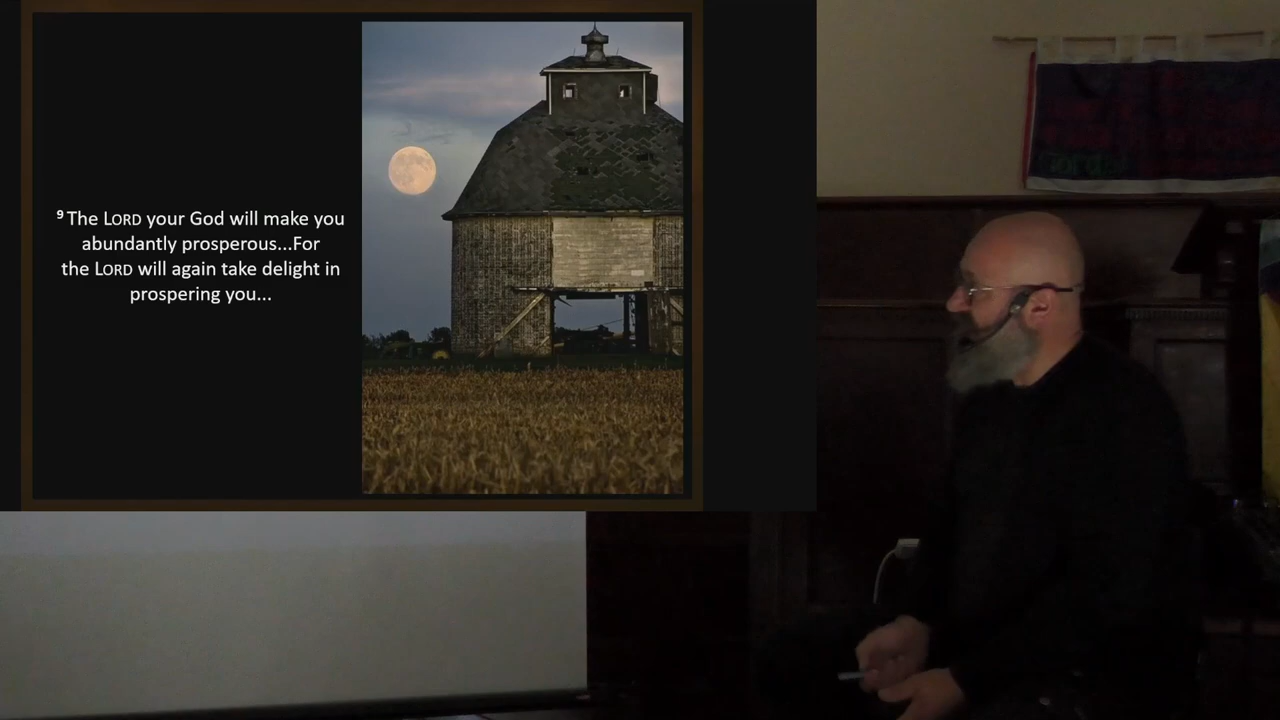 ⁹ The LORD your God will make you
abundantly prosperous...For
the LORD will again take delight in
prospering you...